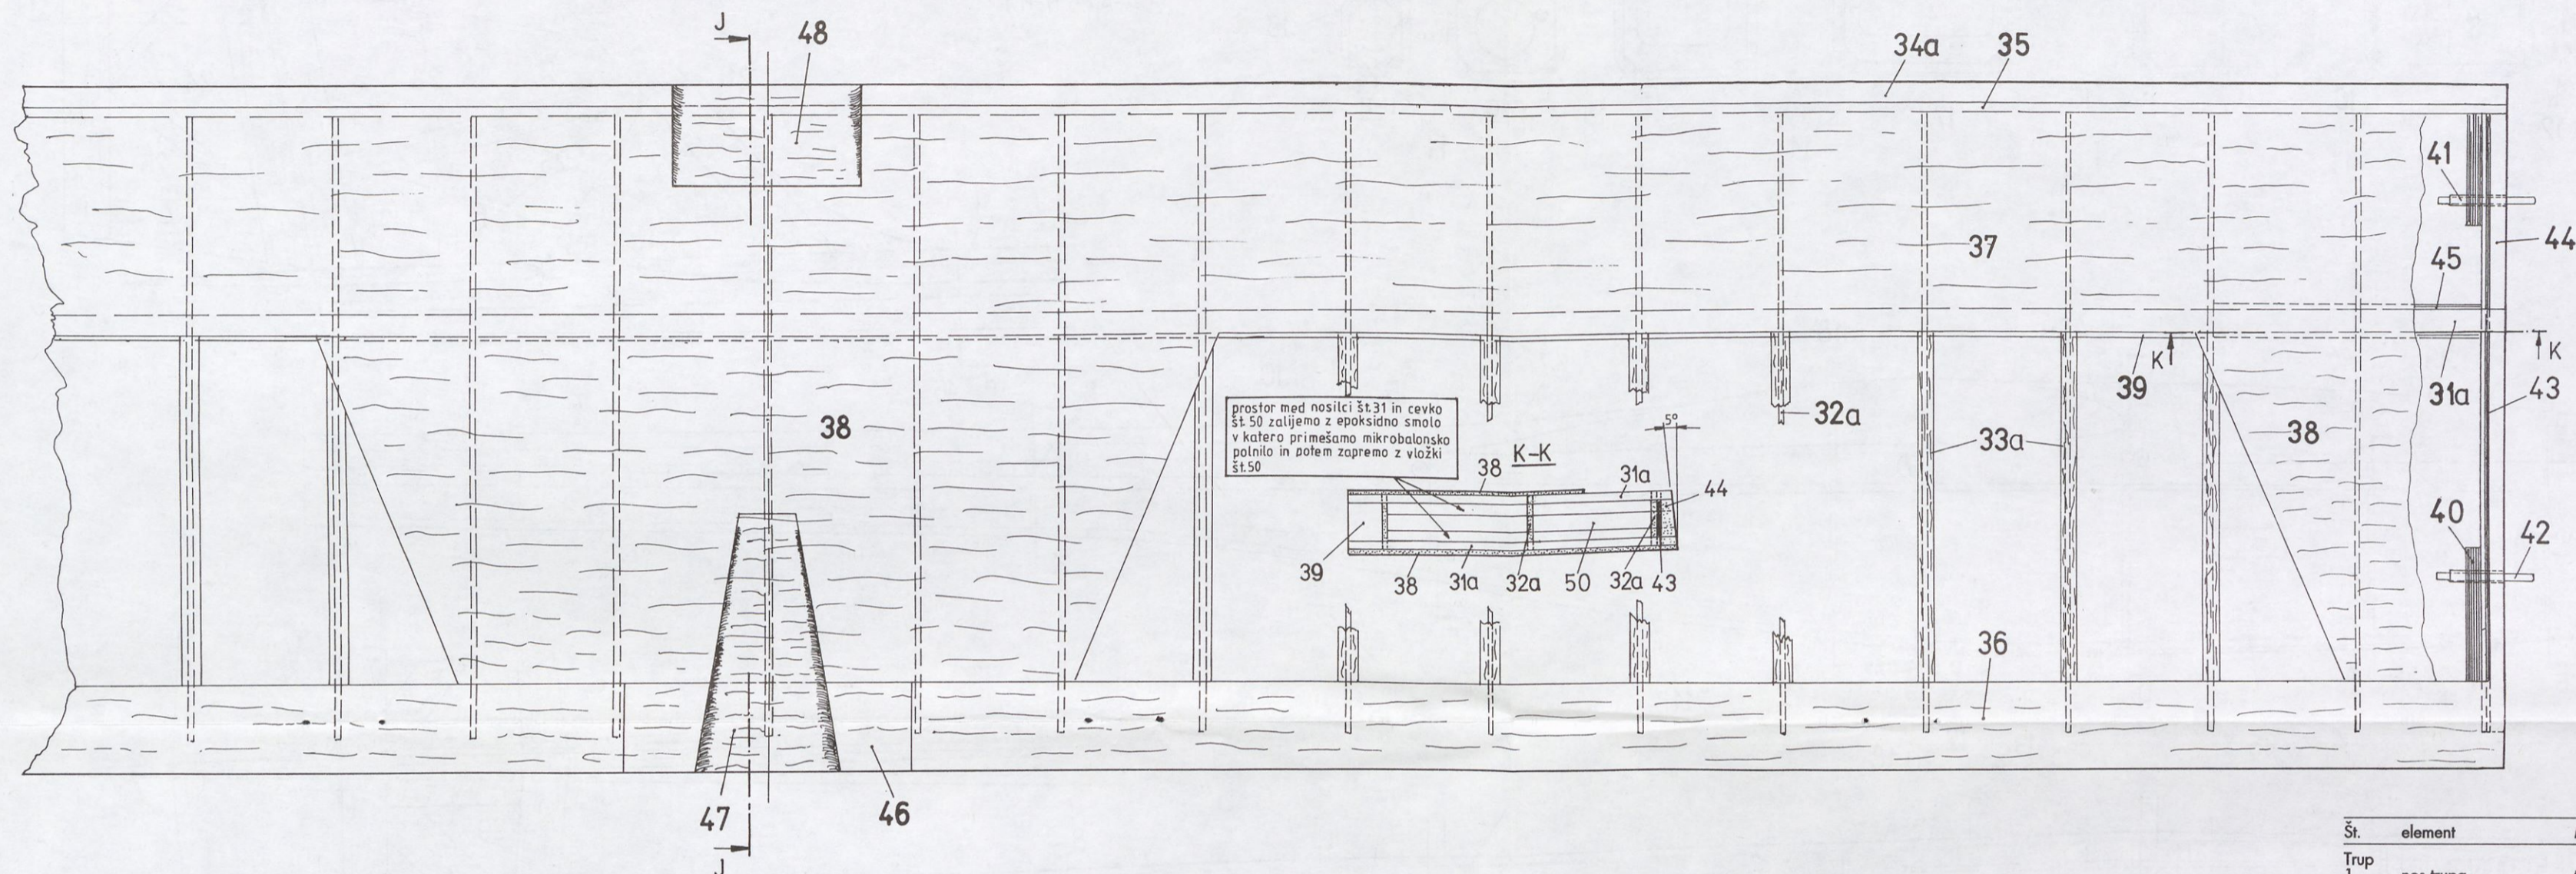 J
48
34a 35
41
44
37
45
K
K
39
31a
43
38
32a
33a
38
5°
prostor med nosilci št.31 in cevko
št. 50 zalijemo z epoksidno smolo
v katero primešamo mikrobalonsko
polnilo in potem zapremo z vložki
št.50
K-K
38
31a
44
40
42
39
38
31a
32a
50
32a
43
36
47
46
J
Št. element
Trup